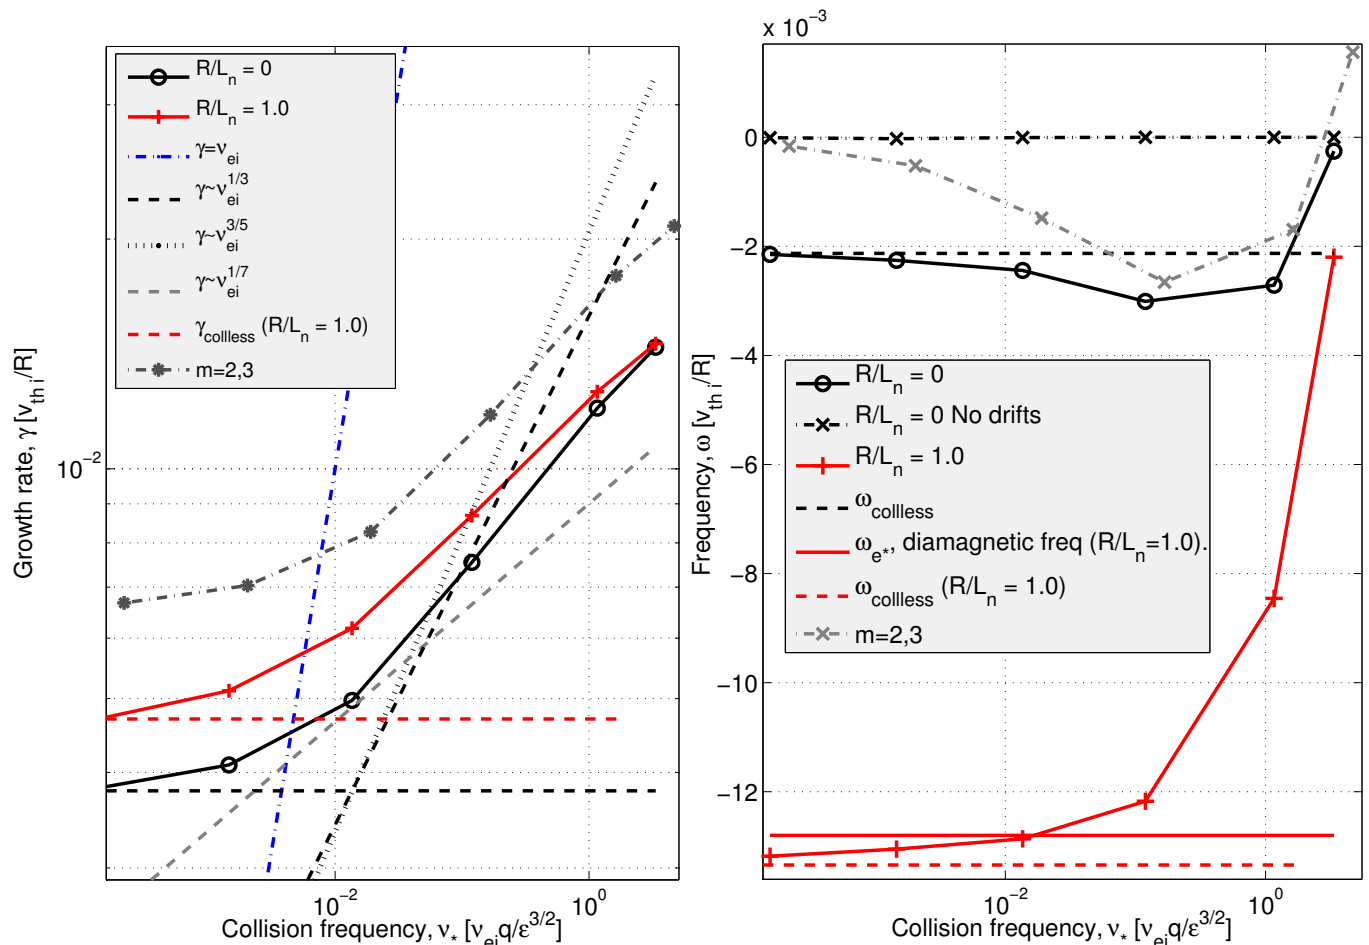 R/L_n = 0
R/L_n = 1.0
γ=ν_ei
γ~ν_ei^1/3
γ~ν_ei^3/5
γ~ν_ei^1/7
γ_collless (R/L_n = 1.0)
m=2,3
Growth rate, γ [v_th i/R]
10^-2
10^-2
10^0
Collision frequency, ν_* [ν_ei q/ε^3/2]
x 10^-3
0
−2
−4
−6
−8
−10
−12
Frequency, ω [v_th i/R]
R/L_n = 0
R/L_n = 0 No drifts
R/L_n = 1.0
ω_collless
ω_e*, diamagnetic freq (R/L_n=1.0).
ω_collless (R/L_n = 1.0)
m=2,3
10^-2
10^0
Collision frequency, ν_* [ν_ei q/ε^3/2]